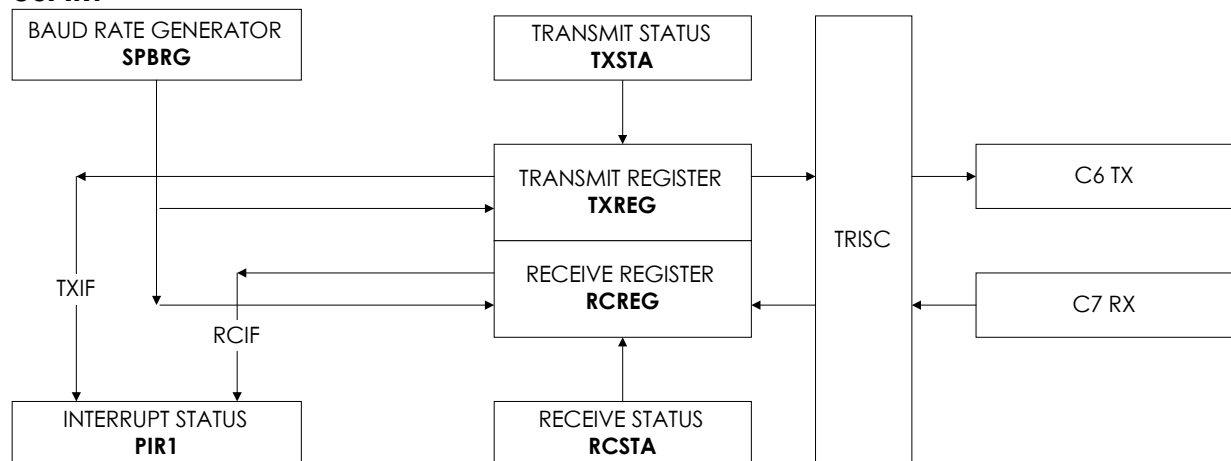 BAUD RATE GENERATOR
SPBRG
TRANSMIT STATUS
TXSTA
TRANSMIT REGISTER
TXREG
C6 TX
TRISC
RECEIVE REGISTER
RCREG
TXIF
C7 RX
RCIF
INTERRUPT STATUS
PIR1
RECEIVE STATUS
RCSTA